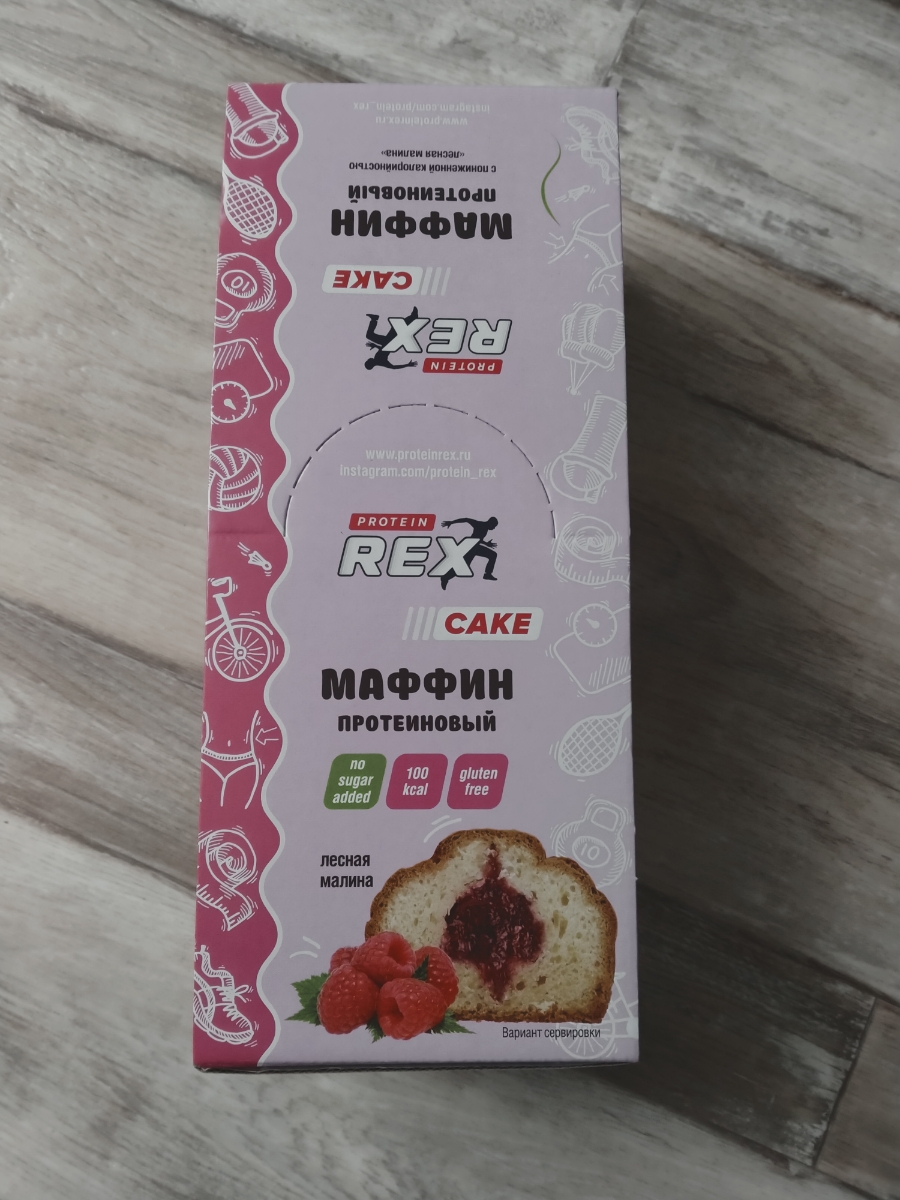 www.proteinrex.ru
instagram.com/protein_rex
с пониженной калорийностью
«лесная малина»
МАФФИН
ПРОТЕИНОВЫЙ
CAKE
PROTEIN
REX
www.proteinrex.ru
instagram.com/protein_rex
PROTEIN
REX
CAKE
МАФФИН
ПРОТЕИНОВЫЙ
no
sugar
added
100
kcal
gluten
free
лесная
малина
Вариант сервировки
10